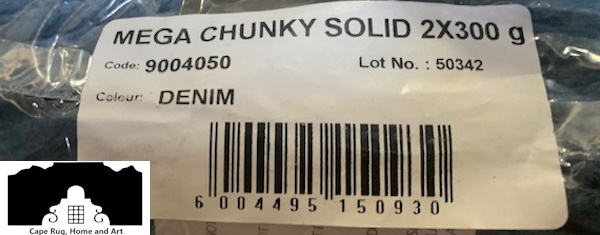 MEGA CHUNKY SOLID 2X300 g
Code: 9004050 Lot No. : 50342
Colour: DENIM
6 004495 150930
Cape Rug, Home and Art